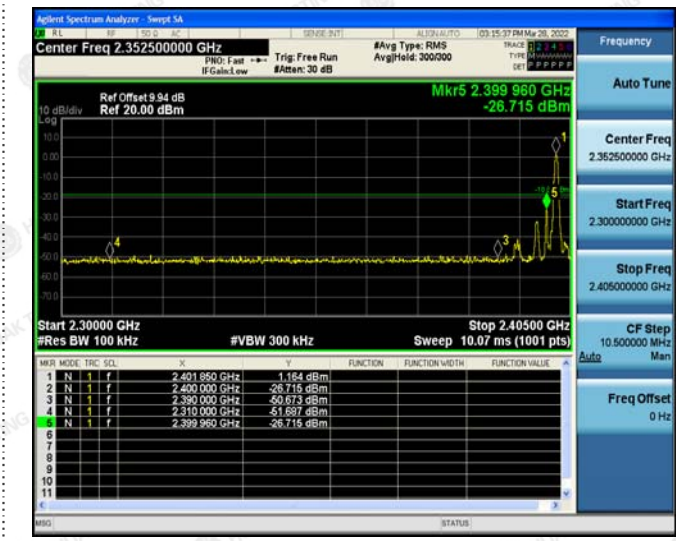 Agilent Spectrum Analyzer - Swept SA
RL RF 50 Ω AC SENSE:INT ALIGN AUTO 03:15:37 PM Mar 28, 2022
Center Freq 2.352500000 GHz
PNO: Fast
IFGain:Low
Trig: Free Run
#Atten: 30 dB
#Avg Type: RMS
Avg|Hold: 300/300
TRACE 1 2 3 4 5 6
TYPE M
DET P P P P P P
Ref Offset 9.94 dB
Ref 20.00 dBm
10 dB/div
Log
Mkr5 2.399 960 GHz
-26.715 dBm
10.0
0.00
-10.0
-20.0
-30.0
-40.0
-50.0
-60.0
-70.0
1
5
3
4
Start 2.30000 GHz
Stop 2.40500 GHz
#Res BW 100 kHz
#VBW 300 kHz
Sweep 10.07 ms (1001 pts)
MKR MODE TRC SCL X Y FUNCTION FUNCTION WIDTH FUNCTION VALUE
1 N 1 f 2.401 850 GHz 1.164 dBm
2 N 1 f 2.400 000 GHz -26.715 dBm
3 N 1 f 2.390 000 GHz -50.673 dBm
4 N 1 f 2.310 000 GHz -51.687 dBm
5 N 1 f 2.399 960 GHz -26.715 dBm
6
7
8
9
10
11
MSG
STATUS
Frequency
Auto Tune
Center Freq
2.352500000 GHz
Start Freq
2.300000000 GHz
Stop Freq
2.405000000 GHz
CF Step
10.500000 MHz
Auto Man
Freq Offset
0 Hz